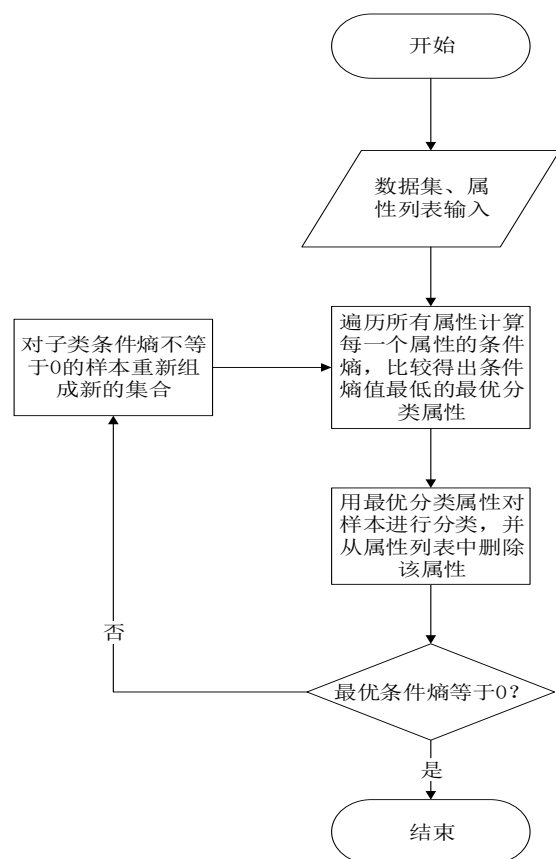 开始
数据集、属
性列表输入
遍历所有属性计算
每一个属性的条件
熵，比较得出条件
熵值最低的最优分
类属性
对子类条件熵不等
于0的样本重新组
成新的集合
用最优分类属性对
样本进行分类，并
从属性列表中删除
该属性
否
最优条件熵等于0？
是
结束